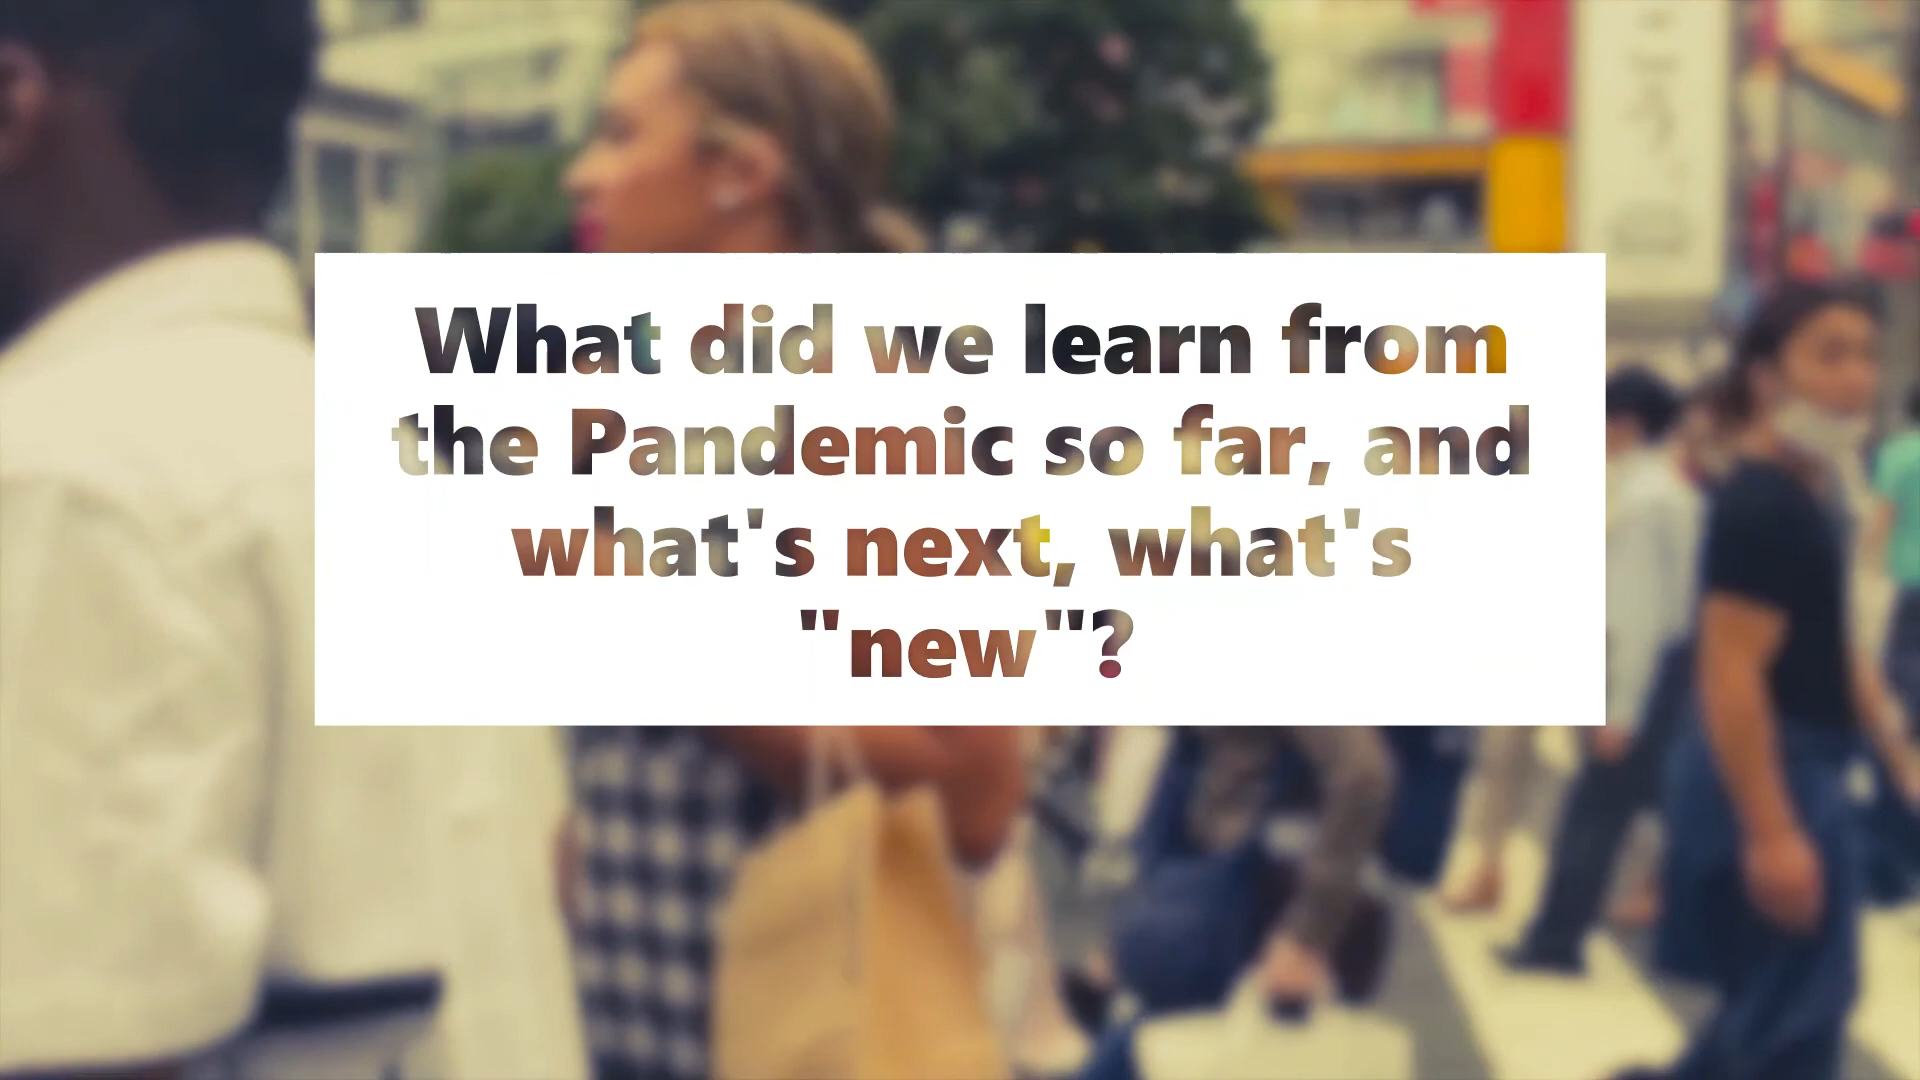 What did we learn from
the Pandemic so far, and
what's next, what's
"new"?